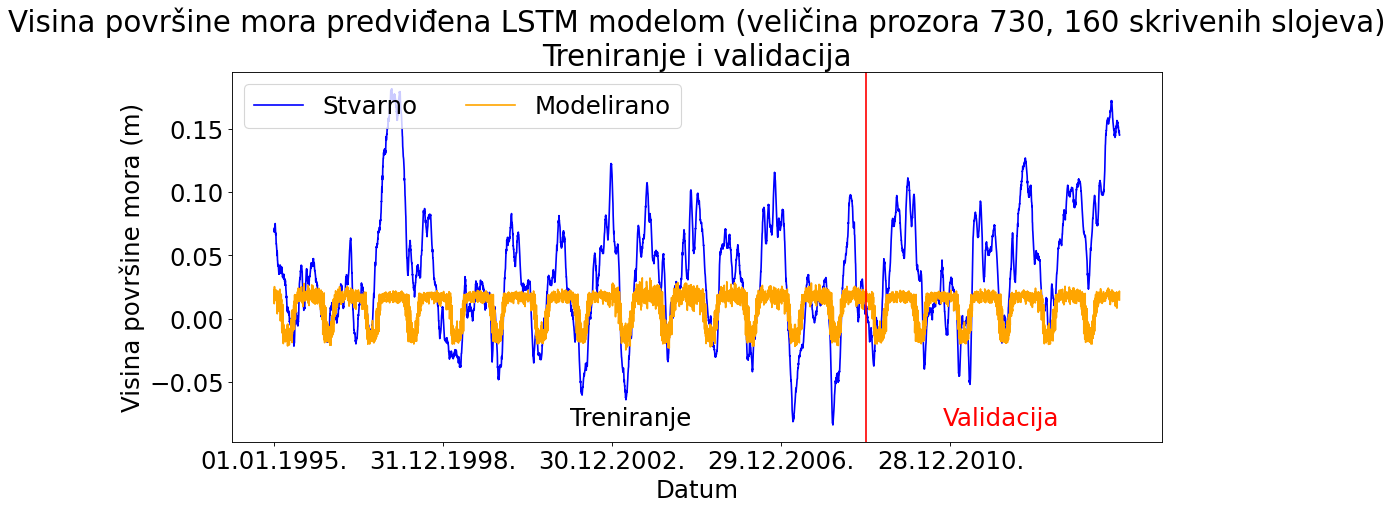 Visina površine mora predviđena LSTM modelom (veličina prozora 730, 160 skrivenih slojeva)
Treniranje i validacija
Stvarno
Modelirano
Visina površine mora (m)
0.15
0.10
0.05
0.00
−0.05
Treniranje
Validacija
01.01.1995.
31.12.1998.
30.12.2002.
29.12.2006.
28.12.2010.
Datum